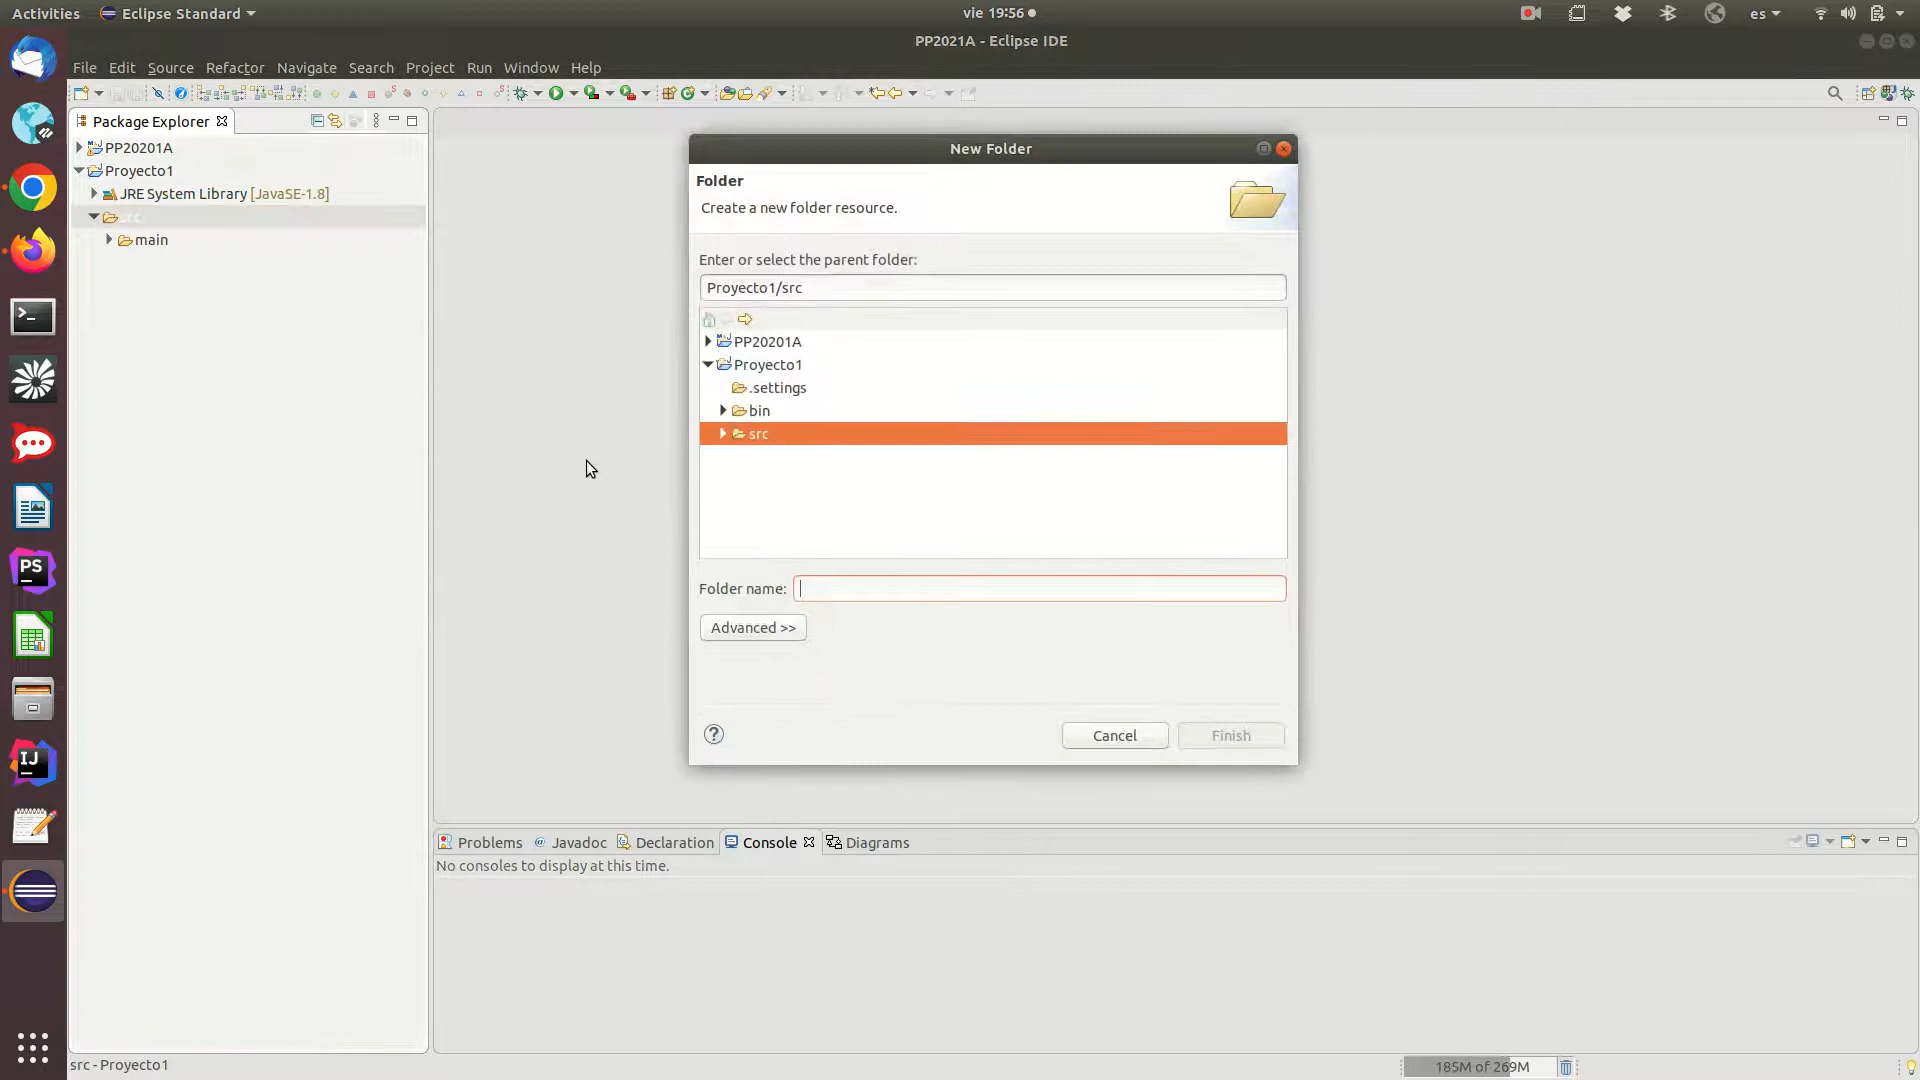 Activities
Eclipse Standard
vie 19:56
es
PP2021A - Eclipse IDE
File Edit Source Refactor Navigate Search Project Run Window Help
Package Explorer
PP20201A
Proyecto1
JRE System Library [JavaSE-1.8]
src
main
New Folder
Folder
Create a new folder resource.
Enter or select the parent folder:
Proyecto1/src
PP20201A
Proyecto1
.settings
bin
src
Folder name:
Advanced >>
Cancel
Finish
PS
IJ
Problems
Javadoc
Declaration
Console
Diagrams
No consoles to display at this time.
src - Proyecto1
185M of 269M